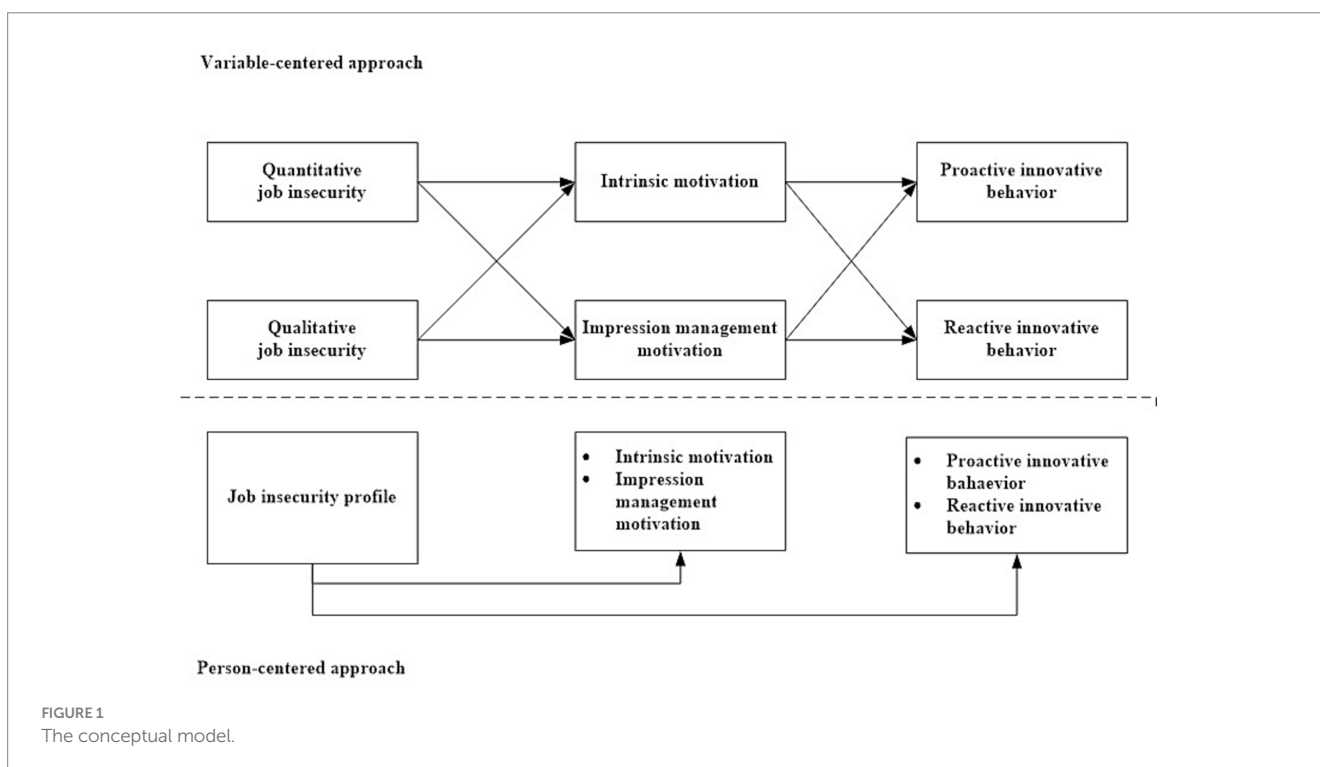 Variable-centered approach
Quantitative
job insecurity
Intrinsic motivation
Proactive innovative
behavior
Qualitative
job insecurity
Impression management
motivation
Reactive innovative
behavior
Job insecurity profile
• Intrinsic motivation
• Impression
management
motivation
• Proactive innovative
bahaevior
• Reactive innovative
behavior
Person-centered approach
FIGURE 1
The conceptual model.